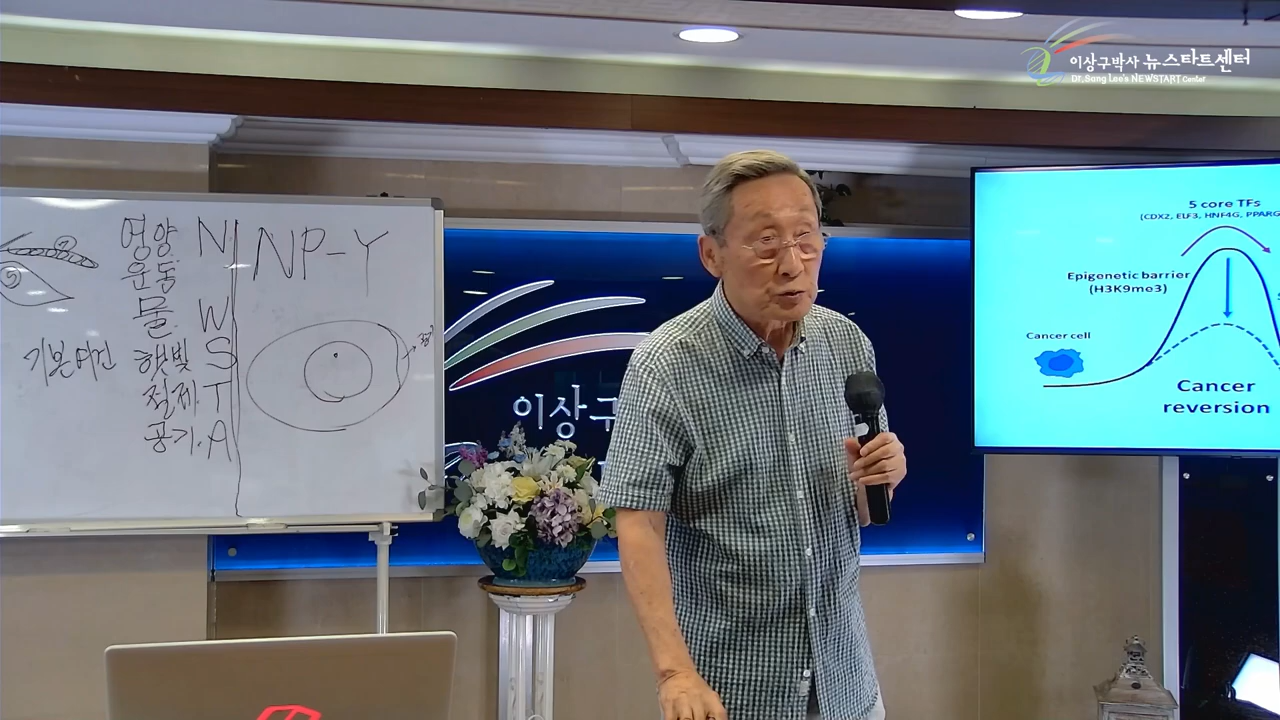 이상구박사 뉴스타트센터
Dr.Sang Lee's NEWSTART Center
영양 N
운동
물 W
기본여건 햇빛 S
절제 T
공기 A
NP-Y
이상구
5 core TFs
(CDX2, ELF3, HNF4G, PPARG
Epigenetic barrier
(H3K9me3)
Cancer cell
Cancer
reversion